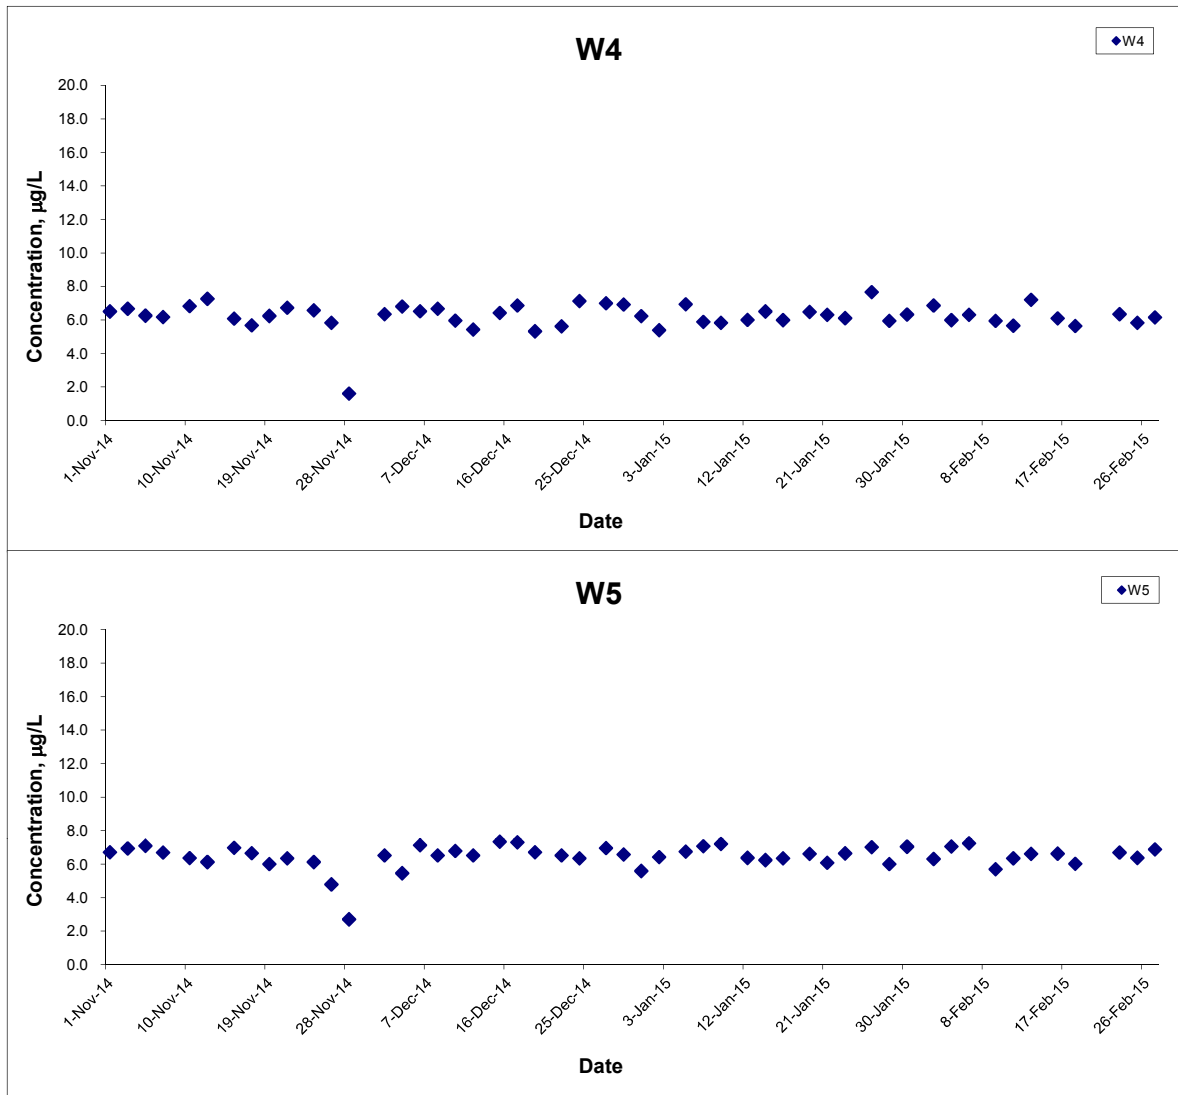 W4
W4
20.0
18.0
16.0
14.0
12.0
10.0
8.0
6.0
4.0
2.0
0.0
Concentration, µg/L
1-Nov-14
10-Nov-14
19-Nov-14
28-Nov-14
7-Dec-14
16-Dec-14
25-Dec-14
3-Jan-15
12-Jan-15
21-Jan-15
30-Jan-15
8-Feb-15
17-Feb-15
26-Feb-15
Date
W5
W5
20.0
18.0
16.0
14.0
12.0
10.0
8.0
6.0
4.0
2.0
0.0
Concentration, µg/L
1-Nov-14
10-Nov-14
19-Nov-14
28-Nov-14
7-Dec-14
16-Dec-14
25-Dec-14
3-Jan-15
12-Jan-15
21-Jan-15
30-Jan-15
8-Feb-15
17-Feb-15
26-Feb-15
Date